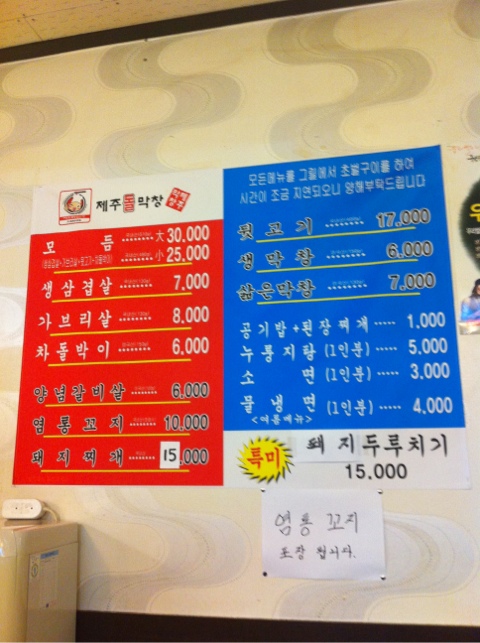 제주돌막창
모 듬 大 30,000
小 25,000
생삼겹살 7,000
가브리살 8,000
차돌박이 6,000
양념갈비살 6,000
염통꼬지 10,000
돼지찌개 15,000
모든메뉴를 그릴에서 초벌구이를 하여
시간이 조금 지연되오니 양해부탁드립니다
뒷고기 17,000
생막창 6,000
삶은막창 7,000
공기밥+된장찌개 ····· 1,000
누룽지탕 (1인분) ····· 5,000
소 면 (1인분) ····· 3,000
물냉면 (1인분) ····· 4,000
<여름메뉴>
특미 돼지두루치기
15.000
염통 꼬지
포장 됩니다.